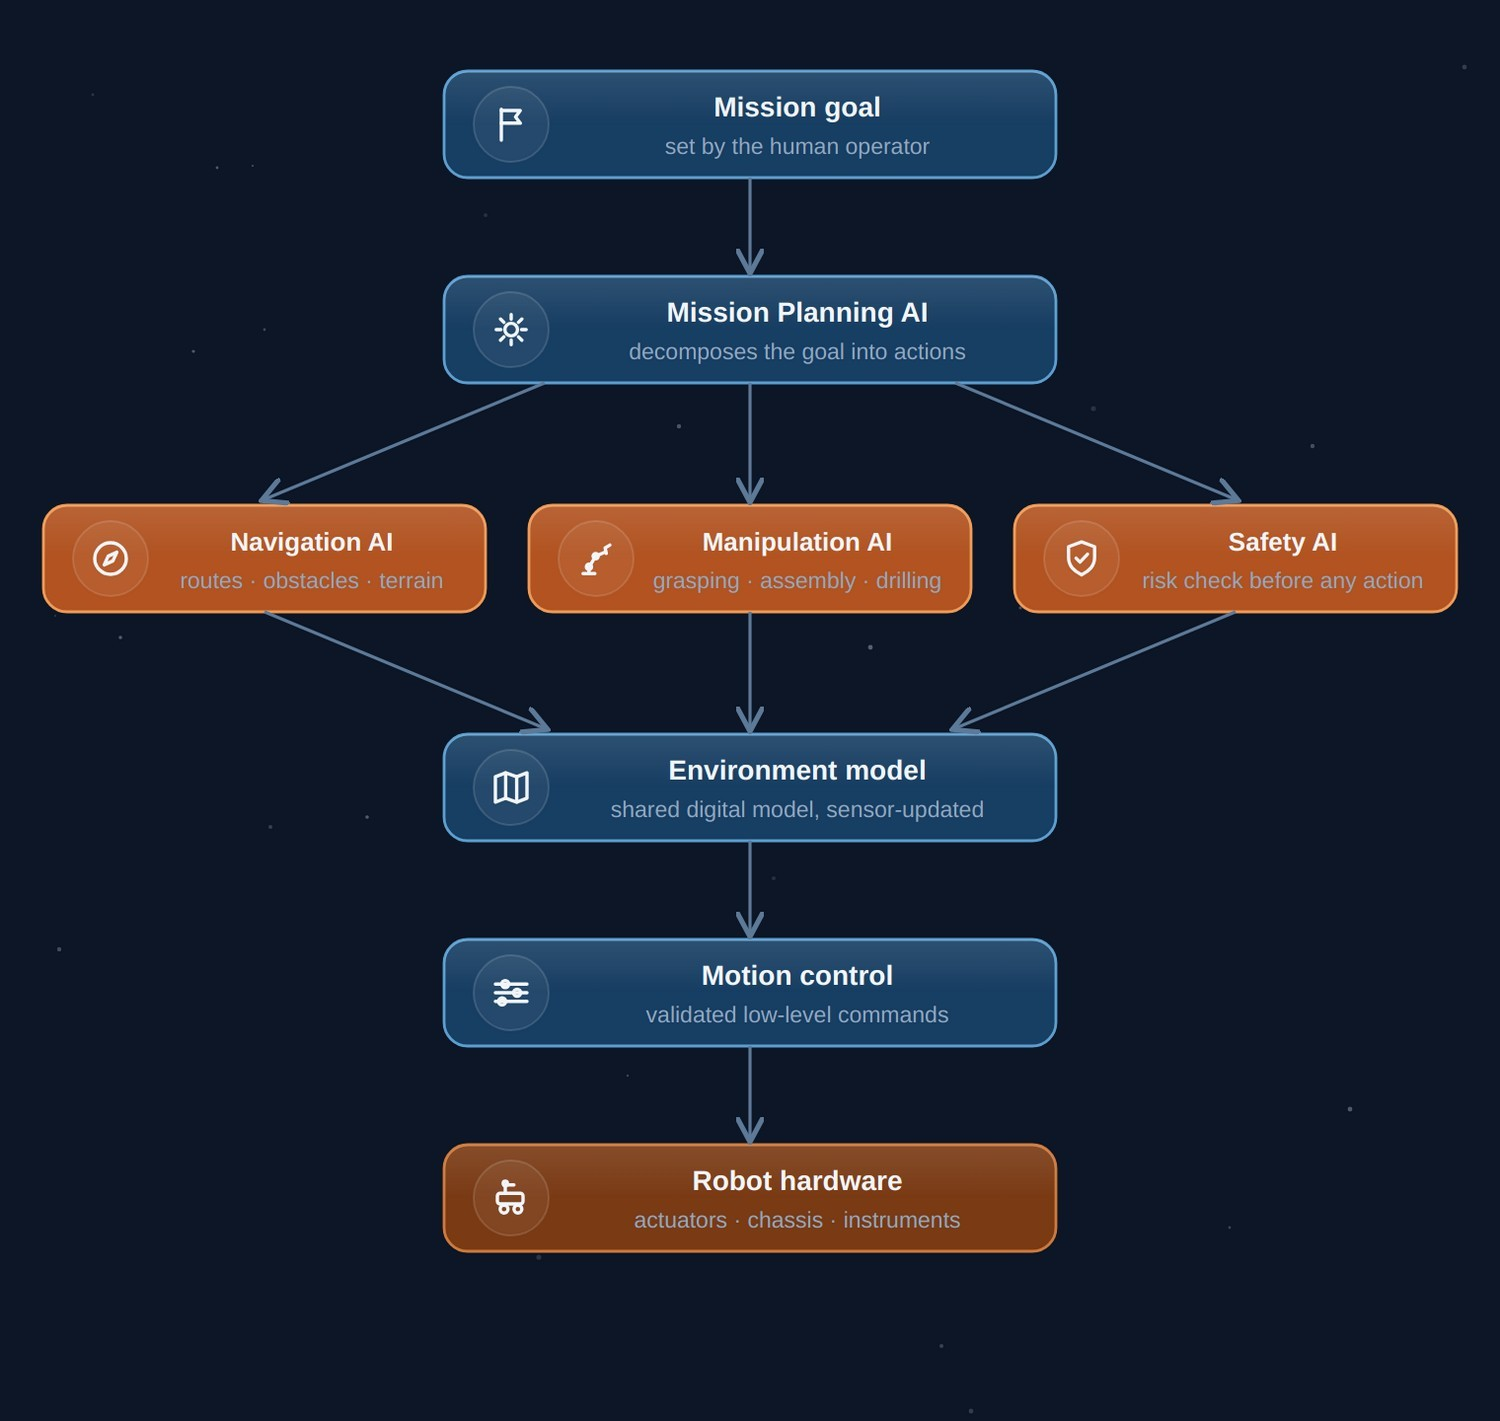 Mission goal
set by the human operator
Mission Planning AI
decomposes the goal into actions
Navigation AI
routes · obstacles · terrain
Manipulation AI
grasping · assembly · drilling
Safety AI
risk check before any action
Environment model
shared digital model, sensor-updated
Motion control
validated low-level commands
Robot hardware
actuators · chassis · instruments